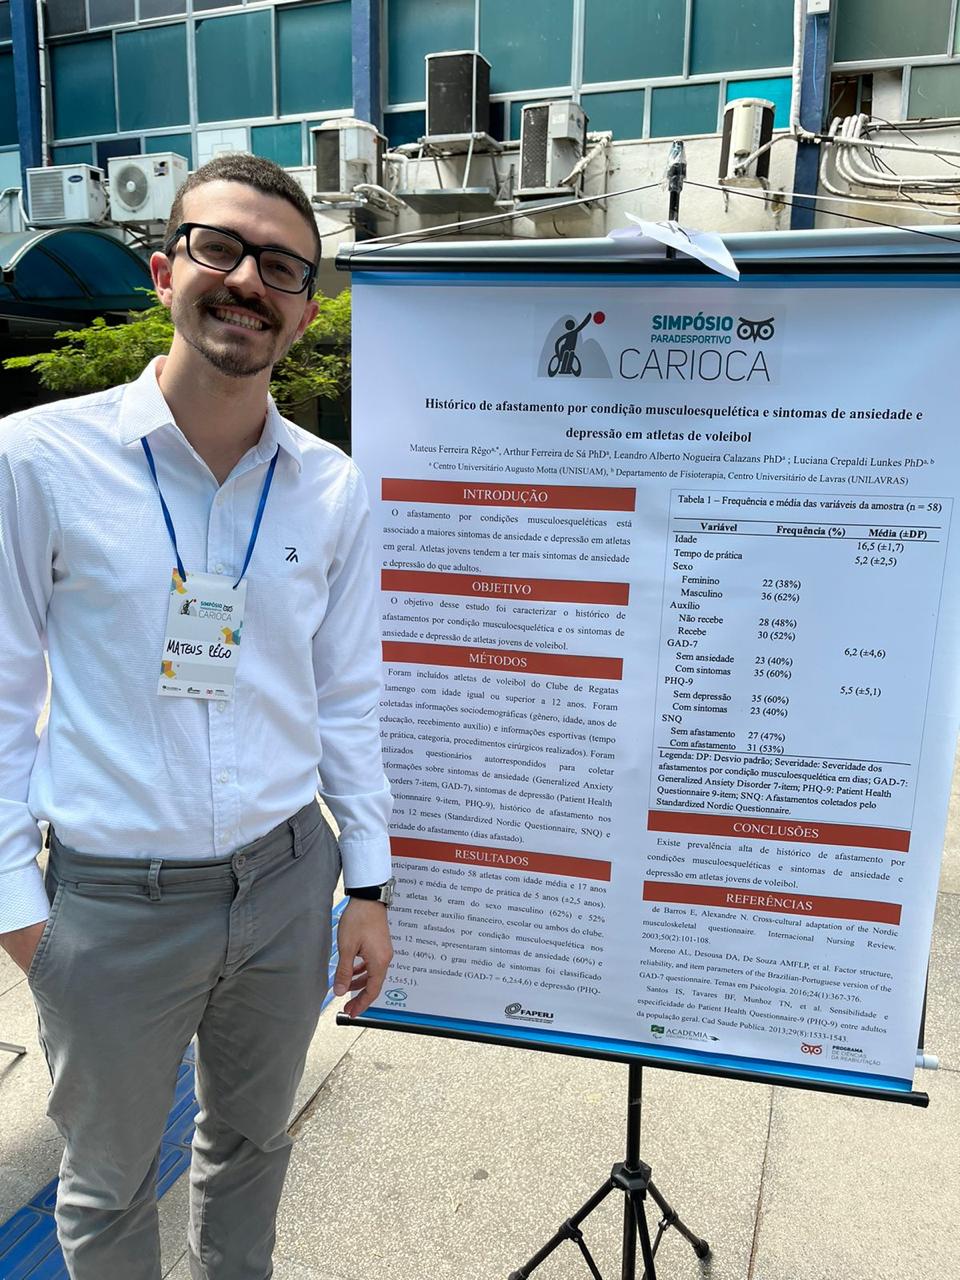 SIMPÓSIO
PARADESPORTIVO
CARIOCA
Histórico de afastamento por condição musculoesquelética e sintomas de ansiedade e
depressão em atletas de voleibol
Mateus Ferreira Rêgoᵃ,*, Arthur Ferreira de Sá PhDᵃ, Leandro Alberto Nogueira Calazans PhDᵃ ; Luciana Crepaldi Lunkes PhDᵃ, ᵇ
ᵃ Centro Universitário Augusto Motta (UNISUAM), ᵇ Departamento de Fisioterapia, Centro Universitário de Lavras (UNILAVRAS)
INTRODUÇÃO
O afastamento por condições musculoesqueléticas está
associado a maiores sintomas de ansiedade e depressão em atletas
em geral. Atletas jovens tendem a ter mais sintomas de ansiedade
e depressão do que adultos.
OBJETIVO
O objetivo desse estudo foi caracterizar o histórico de
afastamentos por condição musculoesquelética e os sintomas de
ansiedade e depressão de atletas jovens de voleibol.
MÉTODOS
Foram incluídos atletas de voleibol do Clube de Regatas
lamengo com idade igual ou superior a 12 anos. Foram
coletadas informações sociodemográficas (gênero, idade, anos de
educação, recebimento auxílio) e informações esportivas (tempo
de prática, categoria, procedimentos cirúrgicos realizados). Foram
utilizados questionários autorrespondidos para coletar
informações sobre sintomas de ansiedade (Generalized Anxiety
orders 7-item, GAD-7), sintomas de depressão (Patient Health
Questionnnaire 9-item, PHQ-9), histórico de afastamento nos
12 meses (Standardized Nordic Questionnaire, SNQ) e
veridade do afastamento (dias afastado).
RESULTADOS
articiparam do estudo 58 atletas com idade média e 17 anos
anos) e média de tempo de prática de 5 anos (±2,5 anos).
atletas 36 eram do sexo masculino (62%) e 52%
naram receber auxílio financeiro, escolar ou ambos do clube.
foram afastados por condição musculoesquelética nos
12 meses, apresentaram sintomas de ansiedade (60%) e
ssão (40%). O grau médio de sintomas foi classificado
leve para ansiedade (GAD-7 = 6,2±4,6) e depressão (PHQ-
5,5±5,1).
CAPES
FAPERJ
Tabela 1 – Frequência e média das variáveis da amostra (n = 58)
Variável Frequência (%) Média (±DP)
Idade 16,5 (±1,7)
Tempo de prática 5,2 (±2,5)
Sexo
Feminino 22 (38%)
Masculino 36 (62%)
Auxílio
Não recebe 28 (48%)
Recebe 30 (52%)
GAD-7 6,2 (±4,6)
Sem ansiedade 23 (40%)
Com sintomas 35 (60%)
PHQ-9 5,5 (±5,1)
Sem depressão 35 (60%)
Com sintomas 23 (40%)
SNQ
Sem afastamento 27 (47%)
Com afastamento 31 (53%)
Legenda: DP: Desvio padrão; Severidade: Severidade dos
afastamentos por condição musculoesquelética em dias; GAD-7:
Generalized Anxiety Disorder 7-item; PHQ-9: Patient Health
Questionnaire 9-item; SNQ: Afastamentos coletados pelo
Standardized Nordic Questionnaire.
CONCLUSÕES
Existe prevalência alta de histórico de afastamento por
condições musculoesqueléticas e sintomas de ansiedade e
depressão em atletas jovens de voleibol.
REFERÊNCIAS
de Barros E, Alexandre N. Cross-cultural adaptation of the Nordic
musculoskeletal questionnaire. Internacional Nursing Review.
2003;50(2):101-108.
Moreno AL, Desousa DA, De Souza AMFLP, et al. Factor structure,
reliability, and item parameters of the Brazilian-Portuguese version of the
GAD-7 questionnaire. Temas em Psicologia. 2016;24(1):367-376.
Santos IS, Tavares BF, Munhoz TN, et al. Sensibilidade e
especificidade do Patient Health Questionnaire-9 (PHQ-9) entre adultos
da população geral. Cad Saude Publica. 2013;29(8):1533-1543.
ACADEMIA
PROGRAMA
DE CIÊNCIAS
DA REABILITAÇÃO
SIMPÓSIO
PARADESPORTIVO
CARIOCA
MATEUS RÊGO